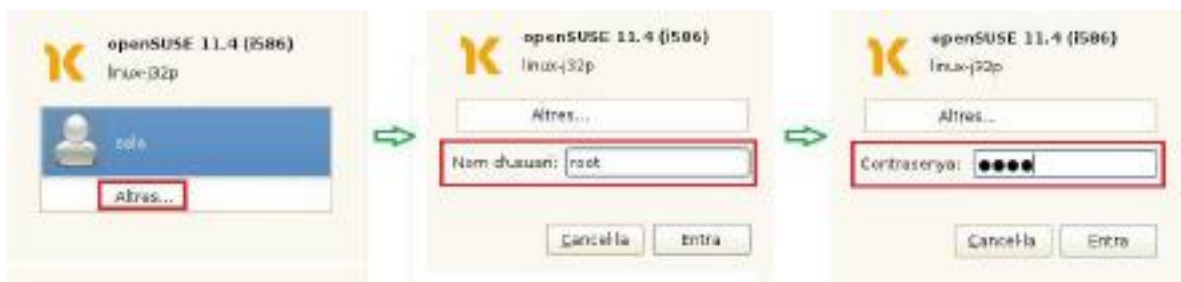 openSUSE 11.4 (i586)
linux-j32p
Altres...
openSUSE 11.4 (i586)
linux-j32p
Altres...
Nom d'usuari: root
Cancel·la Entra
openSUSE 11.4 (i586)
linux-j32p
Altres...
Contrasenya: ●●●●
Cancel·la Entra